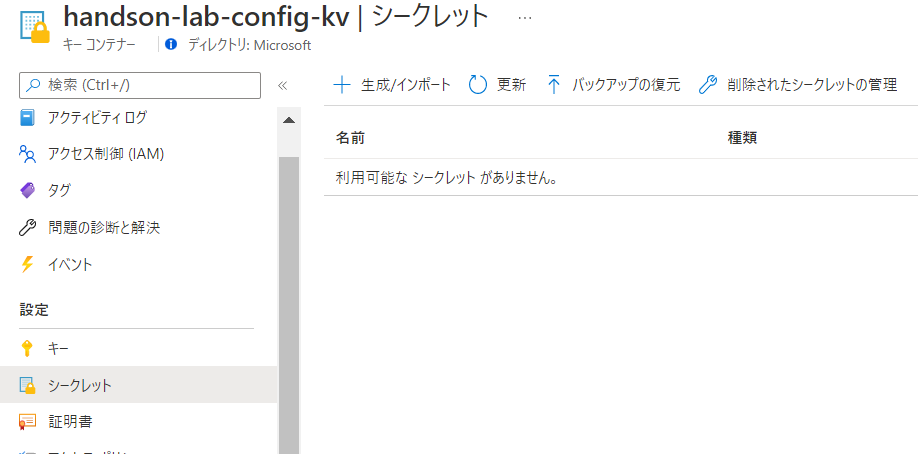 handson-lab-config-kv | シークレット ...
キー コンテナー ディレクトリ: Microsoft
検索 (Ctrl+/) «
生成/インポート 更新 バックアップの復元 削除されたシークレットの管理
アクティビティ ログ
アクセス制御 (IAM)
タグ
問題の診断と解決
イベント
設定
キー
シークレット
証明書
名前 種類
利用可能な シークレット がありません。